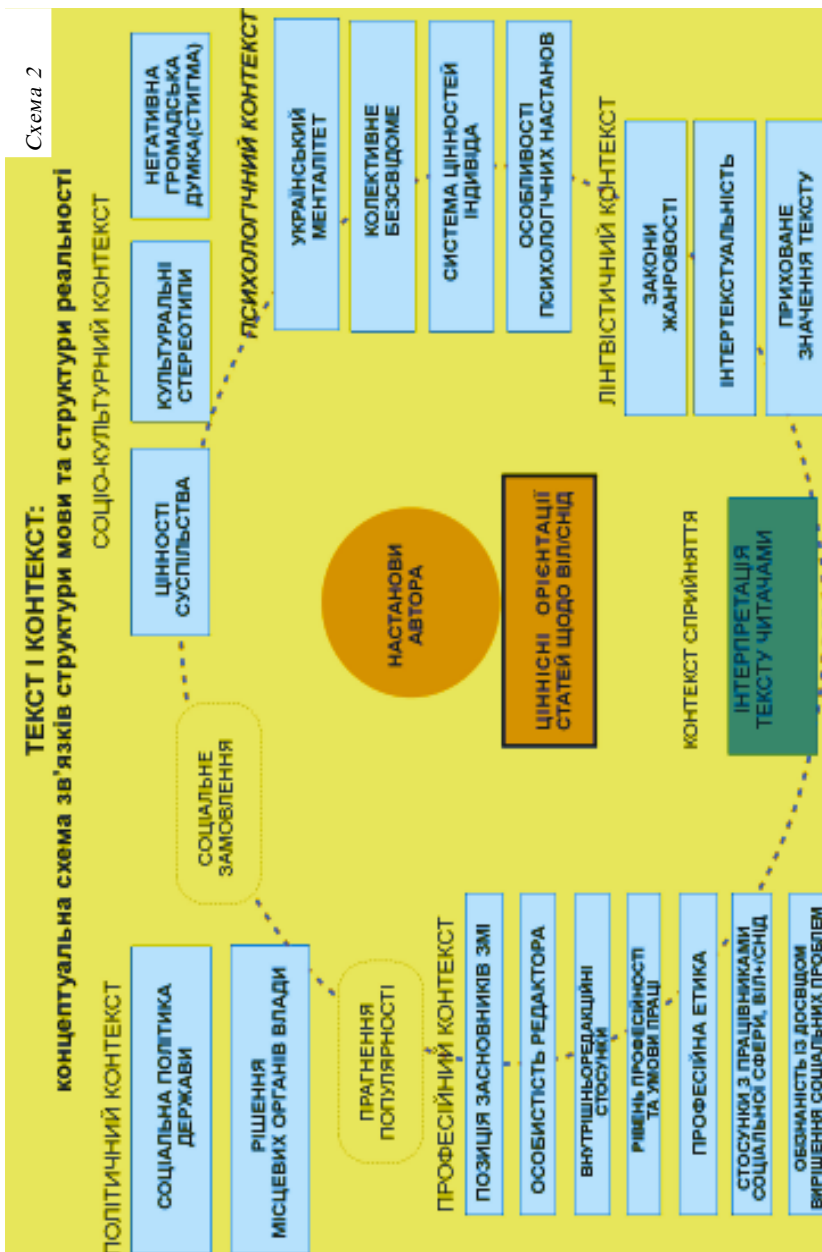 Схема 2
ТЕКСТ І КОНТЕКСТ:
концептуальна схема зв'язків структури мови та структури реальності
ПОЛІТИЧНИЙ КОНТЕКСТ
СОЦІАЛЬНА ПОЛІТИКА
ДЕРЖАВИ
РІШЕННЯ
МІСЦЕВИХ ОРГАНІВ ВЛАДИ
СОЦІАЛЬНЕ
ЗАМОВЛЕННЯ
ПРАГНЕННЯ
ПОПУЛЯРНОСТІ
СОЦІО-КУЛЬТУРНИЙ КОНТЕКСТ
ЦІННОСТІ
СУСПІЛЬСТВА
КУЛЬТУРАЛЬНІ
СТЕРЕОТИПИ
НЕГАТИВНА
ГРОМАДСЬКА
ДУМКА(СТИГМА)
ПСИХОЛОГІЧНИЙ КОНТЕКСТ
УКРАЇНСЬКИЙ
МЕНТАЛІТЕТ
КОЛЕКТИВНЕ
БЕЗСВІДОМЕ
СИСТЕМА ЦІННОСТЕЙ
ІНДИВІДА
ОСОБЛИВОСТІ
ПСИХОЛОГІЧНИХ НАСТАНОВ
НАСТАНОВИ
АВТОРА
ЦІННІСНІ ОРІЄНТАЦІЇ
СТАТЕЙ ЩОДО ВІЛ/СНІД
ПРОФЕСІЙНИЙ КОНТЕКСТ
ПОЗИЦІЯ ЗАСНОВНИКІВ ЗМІ
ОСОБИСТІСТЬ РЕДАКТОРА
ВНУТРІШНЬОРЕДАКЦІЙНІ
СТОСУНКИ
РІВЕНЬ ПРОФЕСІЙНОСТІ
ТА УМОВИ ПРАЦІ
ПРОФЕСІЙНА ЕТИКА
СТОСУНКИ З ПРАЦІВНИКАМИ
СОЦІАЛЬНОЇ СФЕРИ, ВІЛ+/СНІД
ОБІЗНАНІСТЬ ІЗ ДОСВІДОМ
ВИРІШЕННЯ СОЦІАЛЬНИХ ПРОБЛЕМ
КОНТЕКСТ СПРИЙНЯТТЯ
ІНТЕРПРЕТАЦІЯ
ТЕКСТУ ЧИТАЧАМИ
ЛІНГВІСТИЧНИЙ КОНТЕКСТ
ЗАКОНИ
ЖАНРОВОСТІ
ІНТЕРТЕКСТУАЛЬНІСТЬ
ПРИХОВАНЕ
ЗНАЧЕННЯ ТЕКСТУ